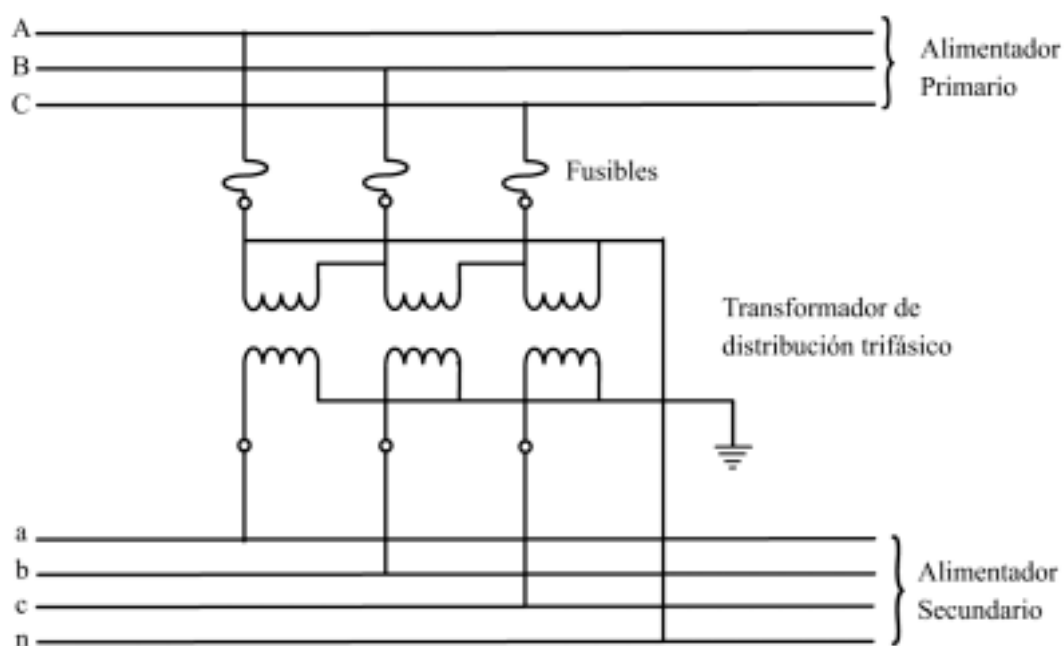 A
B
C
Alimentador
Primario
Fusibles
Transformador de
distribución trifásico
a
b
c
n
Alimentador
Secundario